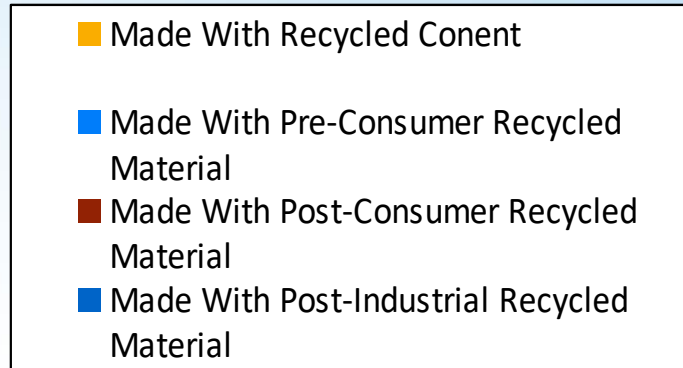 Made With Recycled Conent
Made With Pre-Consumer Recycled
Material
Made With Post-Consumer Recycled
Material
Made With Post-Industrial Recycled
Material